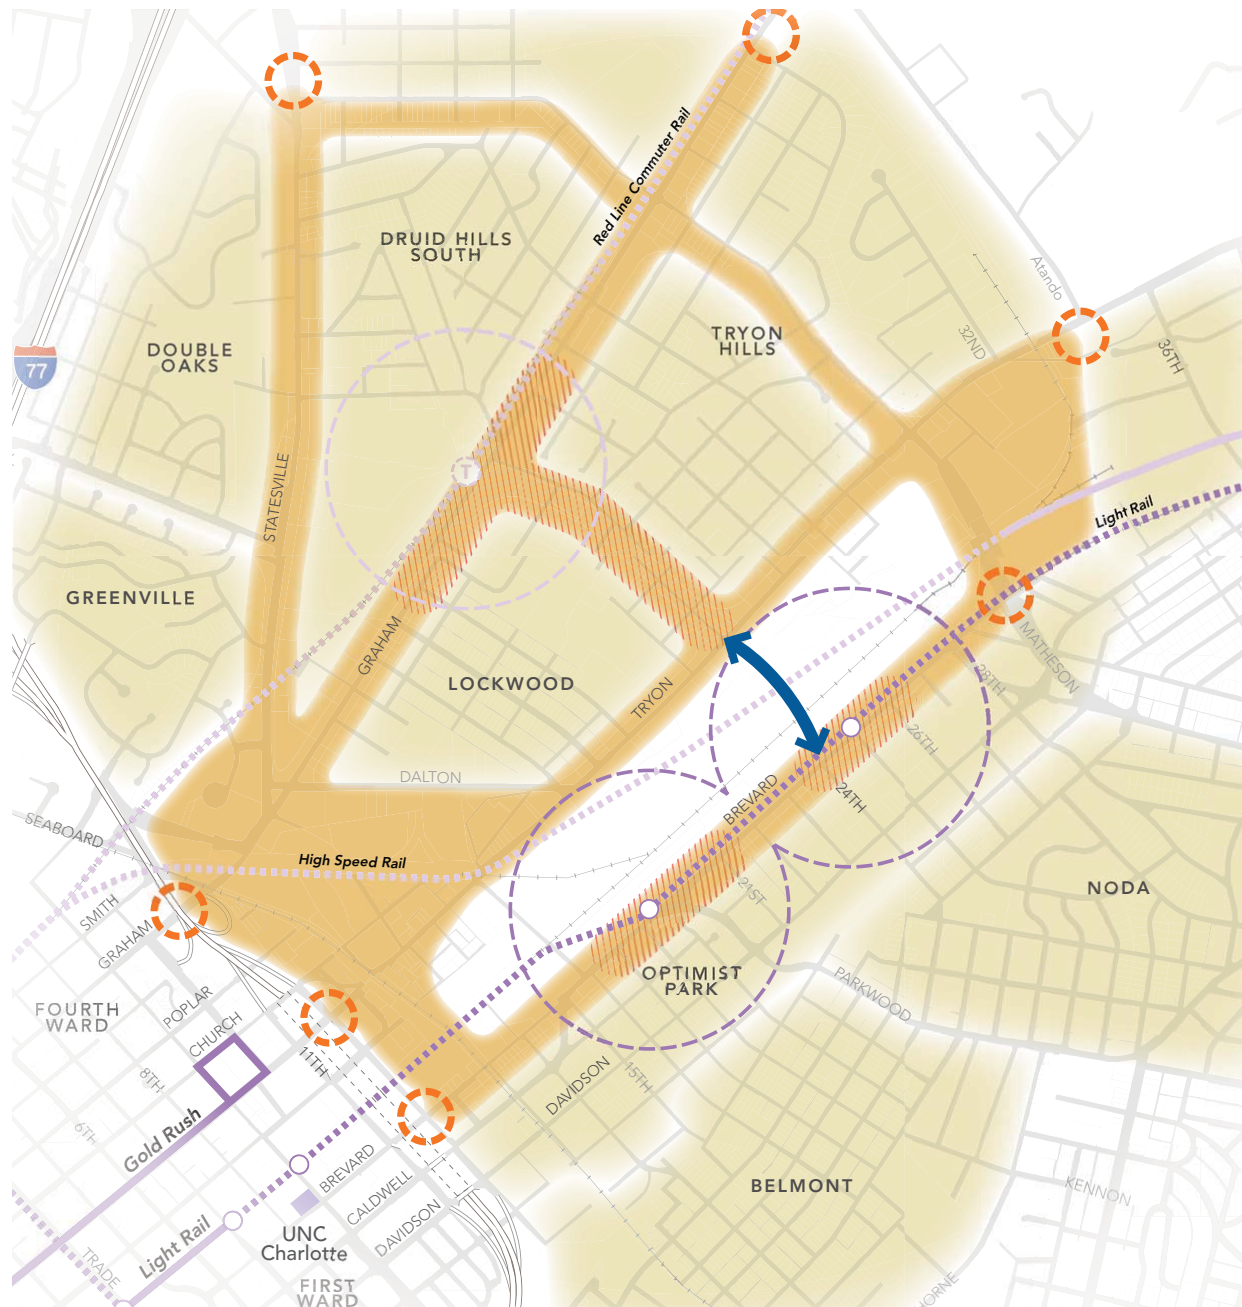 Red Line Commuter Rail
DRUID HILLS
SOUTH
Atando
TRYON
HILLS
32ND
36TH
DOUBLE
OAKS
77
T
STATESVILLE
Light Rail
GREENVILLE
GRAHAM
MATHESON
LOCKWOOD
28TH
TRYON
26TH
DALTON
BREVARD
24TH
SEABOARD
High Speed Rail
21ST
NODA
SMITH
GRAHAM
OPTIMIST
PARK
PARKWOOD
FOURTH
WARD
POPLAR
CHURCH
11TH
8TH
DAVIDSON
15TH
6TH
Gold Rush
BREVARD
CALDWELL
DAVIDSON
BELMONT
KENNON
UNC
Charlotte
Light Rail
TRADE
FIRST
WARD